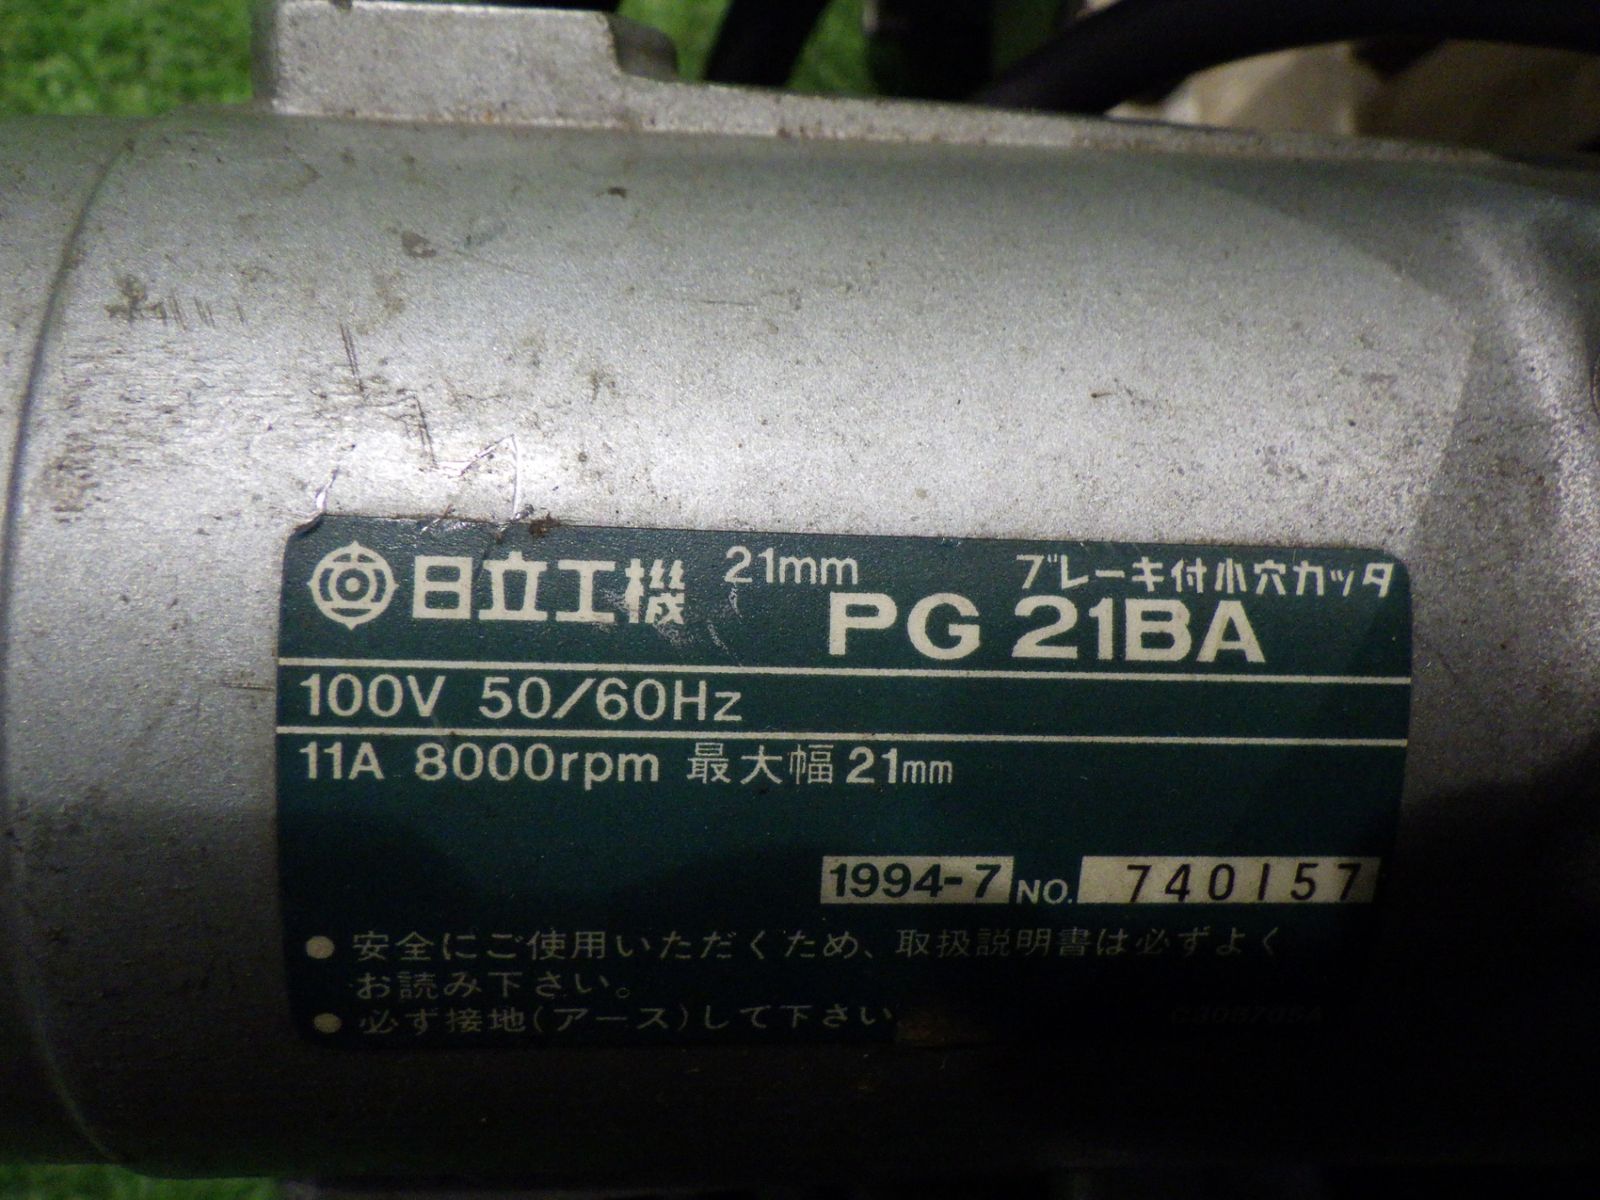 日立工機 21mm ブレーキ付小穴カッタ
PG 21BA
100V 50/60Hz
11A 8000rpm 最大幅21mm
1994-7 NO. 740157
● 安全にご使用いただくため、取扱説明書は必ずよく
お読み下さい。
● 必ず接地(アース)して下さい